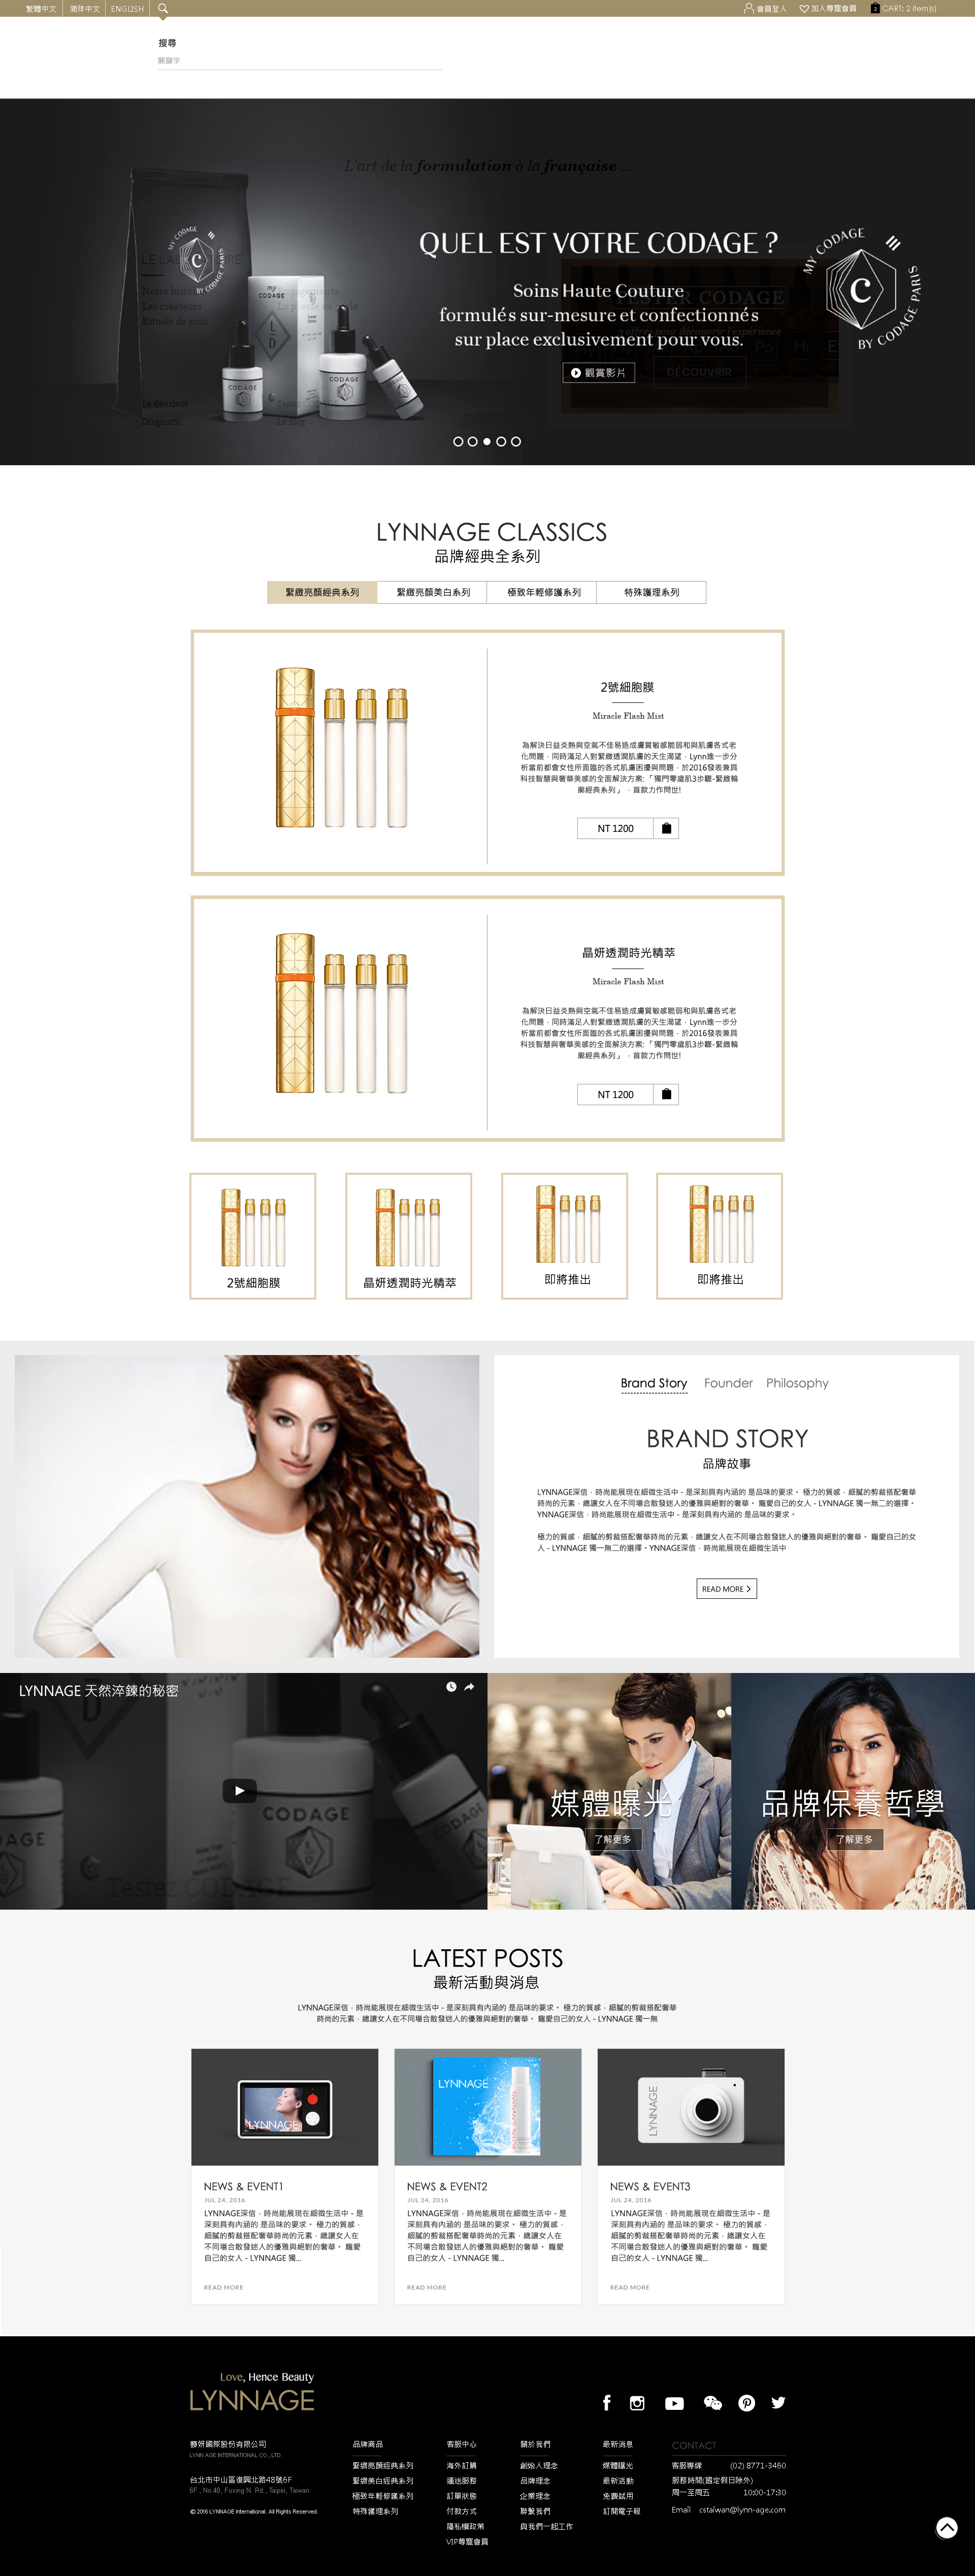 繁體中文
简体中文
ENGLISH
會員登入
加入尊寵會員
2
CART: 2 item(s)
搜尋
關鍵字
L'art de la formulation à la française ...
MY CODAGE
C
BY CODAGE PARIS
Notre histoire
Les createurs
Rituels de soin
Diagnostic
Le Blog
my
CODAGE
CODAGE
CODAGE
QUEL EST VOTRE CODAGE ?
Soins Haute Couture
formulés sur-mesure et confectionnés
sur place exclusivement pour vous.
TESTER CODAGE
DÉCOUVRIR
觀賞影片
MY CODAGE
C
BY CODAGE PARIS
LYNNAGE CLASSICS
品牌經典全系列
緊緻亮顏經典系列
緊緻亮顏美白系列
極致年輕修護系列
特殊護理系列
2號細胞膜
Miracle Flash Mist
為解決日益炎熱與空氣不佳易造成膚質敏感脆弱和與肌膚各式老
化問題，同時滿足人對緊緻透潤肌膚的天生渴望，Lynn進一步分
析當前都會女性所面臨的各式肌膚困擾與問題，於2016發表兼具
科技智慧與奢華美感的全面解決方案:「獨門零歲肌3步驟-緊緻輪
廓經典系列」，首款力作問世!
NT 1200
晶妍透潤時光精萃
Miracle Flash Mist
為解決日益炎熱與空氣不佳易造成膚質敏感脆弱和與肌膚各式老
化問題，同時滿足人對緊緻透潤肌膚的天生渴望，Lynn進一步分
析當前都會女性所面臨的各式肌膚困擾與問題，於2016發表兼具
科技智慧與奢華美感的全面解決方案:「獨門零歲肌3步驟-緊緻輪
廓經典系列」，首款力作問世!
NT 1200
2號細胞膜
晶妍透潤時光精萃
即將推出
即將推出
Brand Story
Founder
Philosophy
BRAND STORY
品牌故事
LYNNAGE深信，時尚能展現在細微生活中 - 是深刻具有內涵的 是品味的要求。 極力的質感，細膩的剪裁搭配奢華
時尚的元素，總讓女人在不同場合散發迷人的優雅與絕對的奢華。 寵愛自己的女人 - LYNNAGE 獨一無二的選擇。
YNNAGE深信，時尚能展現在細微生活中 - 是深刻具有內涵的 是品味的要求。
極力的質感，細膩的剪裁搭配奢華時尚的元素，總讓女人在不同場合散發迷人的優雅與絕對的奢華。 寵愛自己的女
人 - LYNNAGE 獨一無二的選擇。YNNAGE深信，時尚能展現在細微生活中
READ MORE
LYNNAGE 天然淬鍊的秘密
CODAGE
媒體曝光
了解更多
品牌保養哲學
了解更多
LATEST POSTS
最新活動與消息
LYNNAGE深信，時尚能展現在細微生活中 - 是深刻具有內涵的 是品味的要求。 極力的質感，細膩的剪裁搭配奢華
時尚的元素，總讓女人在不同場合散發迷人的優雅與絕對的奢華。 寵愛自己的女人 - LYNNAGE 獨一無
LYNNAGE
LYNNAGE
LYNNAGE
NEWS & EVENT1
JUL 24, 2016
LYNNAGE深信，時尚能展現在細微生活中 - 是
深刻具有內涵的 是品味的要求。 極力的質感，
細膩的剪裁搭配奢華時尚的元素，總讓女人在
不同場合散發迷人的優雅與絕對的奢華。 寵愛
自己的女人 - LYNNAGE 獨...
READ MORE
NEWS & EVENT2
JUL 24, 2016
LYNNAGE深信，時尚能展現在細微生活中 - 是
深刻具有內涵的 是品味的要求。 極力的質感，
細膩的剪裁搭配奢華時尚的元素，總讓女人在
不同場合散發迷人的優雅與絕對的奢華。 寵愛
自己的女人 - LYNNAGE 獨...
READ MORE
NEWS & EVENT3
JUL 24, 2016
LYNNAGE深信，時尚能展現在細微生活中 - 是
深刻具有內涵的 是品味的要求。 極力的質感，
細膩的剪裁搭配奢華時尚的元素，總讓女人在
不同場合散發迷人的優雅與絕對的奢華。 寵愛
自己的女人 - LYNNAGE 獨...
READ MORE
Love, Hence Beauty
LYNNAGE
麟妍國際股份有限公司
LYNN AGE INTERNATIONAL CO., LTD.
台北市中山區復興北路48號6F
6F., No.48, Fuxing N. Rd., Taipei, Taiwan
© 2016 LYNNAGE International. All Rights Reserved.
品牌商品
緊緻亮顏經典系列
緊緻美白經典系列
極致年輕修護系列
特殊護理系列
客服中心
海外訂購
運送服務
訂單狀態
付款方式
隱私權政策
VIP尊寵會員
關於我們
創始人理念
品牌理念
企業理念
聯繫我們
與我們一起工作
最新消息
媒體曝光
最新活動
免費試用
訂閱電子報
CONTACT
客服專線 (02) 8771-3460
服務時間(國定假日除外)
周一至周五 10:00-17:30
Email cstaiwan@lynn-age.com